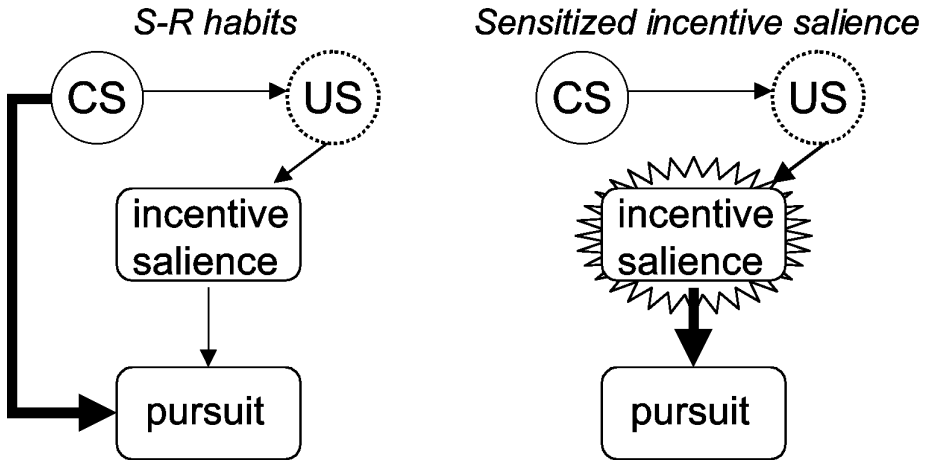 S-R habits
CS
US
incentive
salience
pursuit
Sensitized incentive salience
CS
US
incentive
salience
pursuit